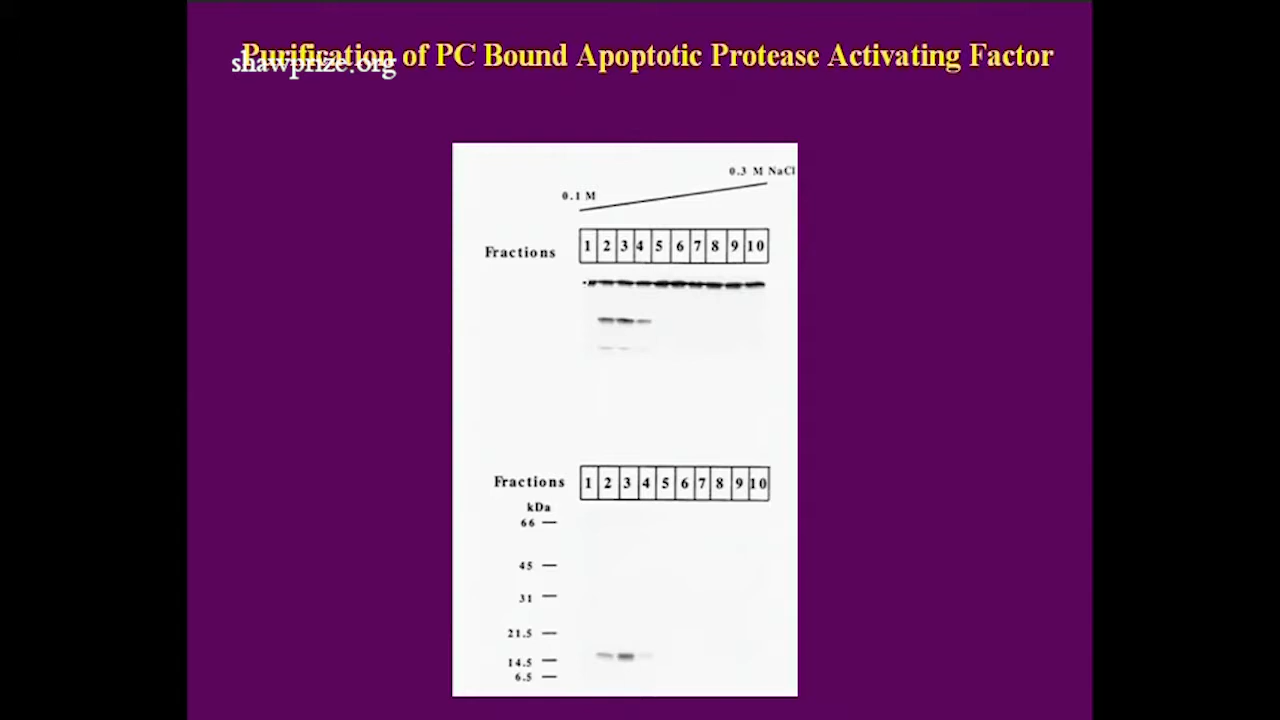 Purification of PC Bound Apoptotic Protease Activating Factor
shawprize.org
0.3 M NaCl
0.1 M
Fractions 1 2 3 4 5 6 7 8 9 10
Fractions 1 2 3 4 5 6 7 8 9 10
kDa
66
45
31
21.5
14.5
6.5